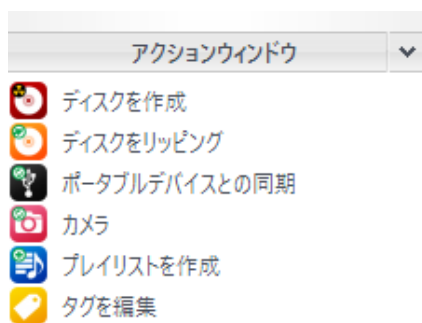 アクションウィンドウ
ディスクを作成
ディスクをリッピング
ポータブルデバイスとの同期
カメラ
プレイリストを作成
タグを編集